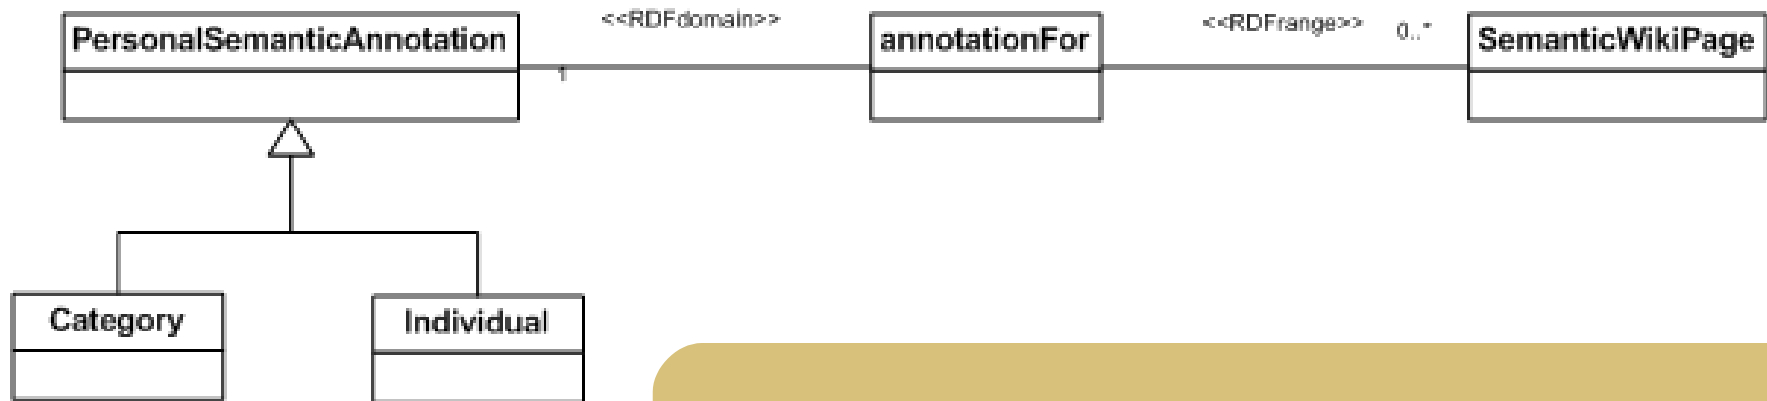 <<RDFdomain>>
<<RDFrange>>
0..*
PersonalSemanticAnnotation
annotationFor
SemanticWikiPage
1
Category
Individual